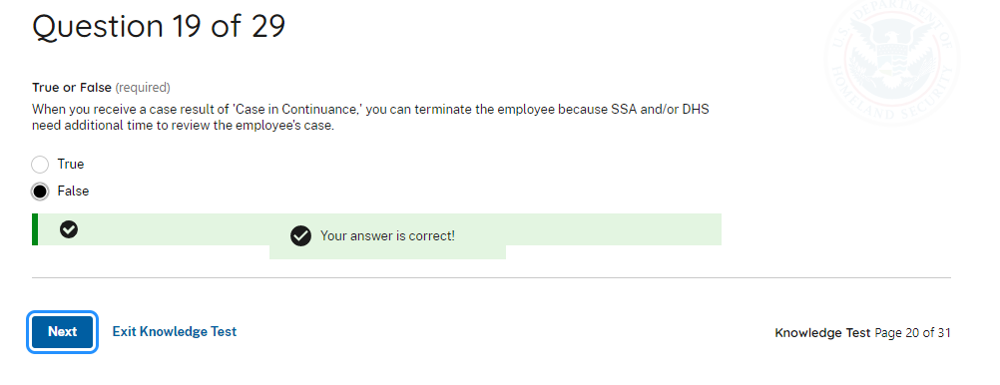 Question 19 of 29
U.S. DEPARTMENT OF HOMELAND SECURITY
True or False (required)
When you receive a case result of 'Case in Continuance,' you can terminate the employee because SSA and/or DHS
need additional time to review the employee's case.
True
False
Your answer is correct!
Next
Exit Knowledge Test
Knowledge Test Page 20 of 31